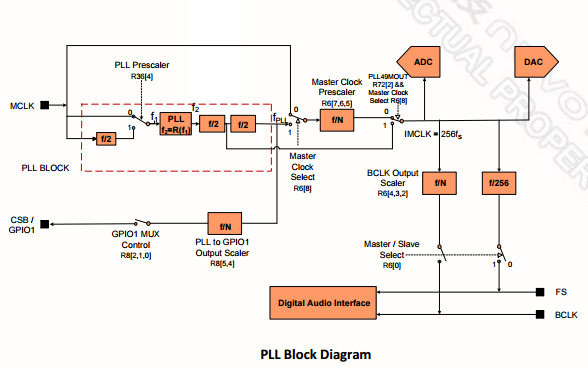 PLL Prescaler
R36[4]
MCLK
f/2
0
1
f1
PLL
f2=R(f1)
f2
f/2
f/2
fPLL
0
1
PLL BLOCK
Master
Clock
Select
R6[8]
Master Clock
Prescaler
R6[7,6,5]
f/N
PLL49MOUT
R72[2] &&
Master Clock
Select R6[8]
0
1
ADC
DAC
IMCLK = 256fs
BCLK Output
Scaler
R6[4,3,2]
f/N
f/256
CSB /
GPIO1
GPIO1 MUX
Control
R8[2,1,0]
f/N
PLL to GPIO1
Output Scaler
R8[5,4]
Master / Slave
Select
R6[0]
1
0
Digital Audio Interface
FS
BCLK
PLL Block Diagram